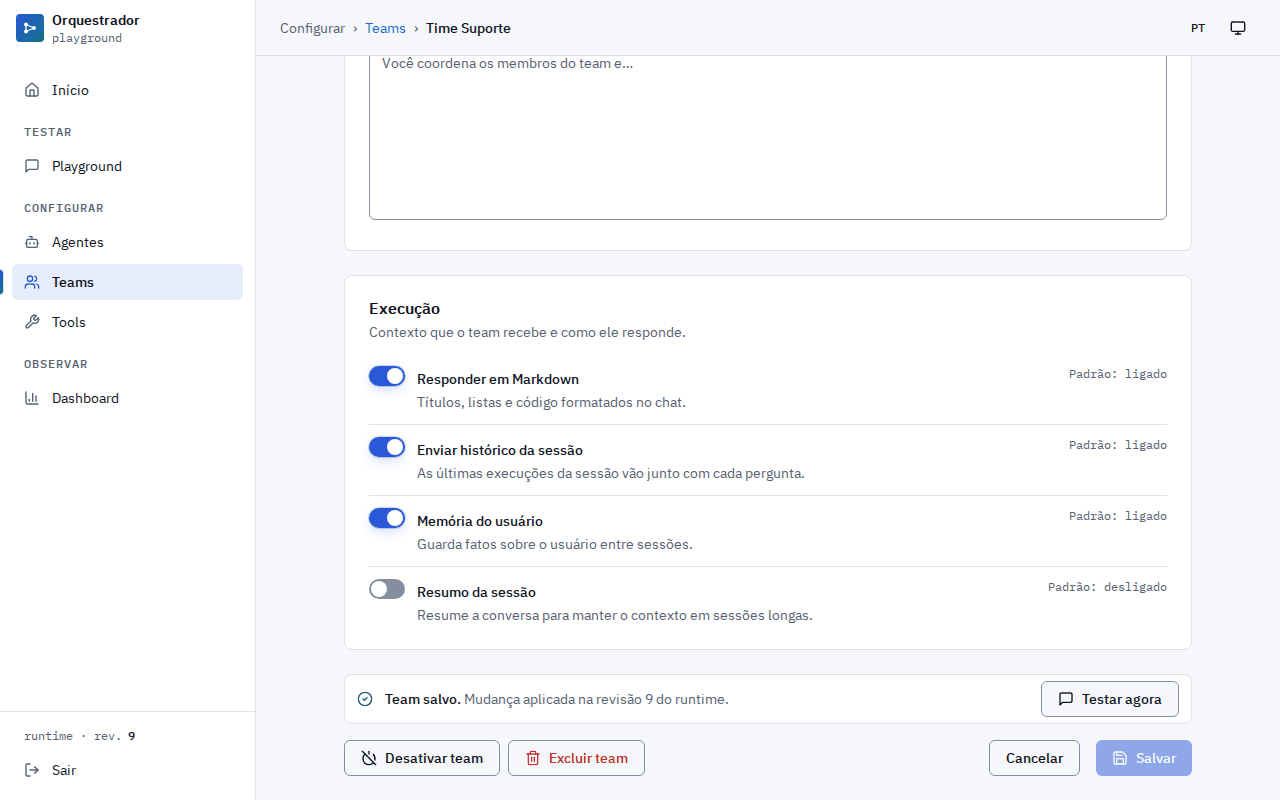 Orquestrador
playground
Início
TESTAR
Playground
CONFIGURAR
Agentes
Teams
Tools
OBSERVAR
Dashboard
runtime · rev. 9
Sair
Configurar › Teams › Time Suporte
PT
Você coordena os membros do team e…
Execução
Contexto que o team recebe e como ele responde.
Responder em Markdown
Padrão: ligado
Títulos, listas e código formatados no chat.
Enviar histórico da sessão
Padrão: ligado
As últimas execuções da sessão vão junto com cada pergunta.
Memória do usuário
Padrão: ligado
Guarda fatos sobre o usuário entre sessões.
Resumo da sessão
Padrão: desligado
Resume a conversa para manter o contexto em sessões longas.
Team salvo. Mudança aplicada na revisão 9 do runtime.
Testar agora
Desativar team
Excluir team
Cancelar
Salvar